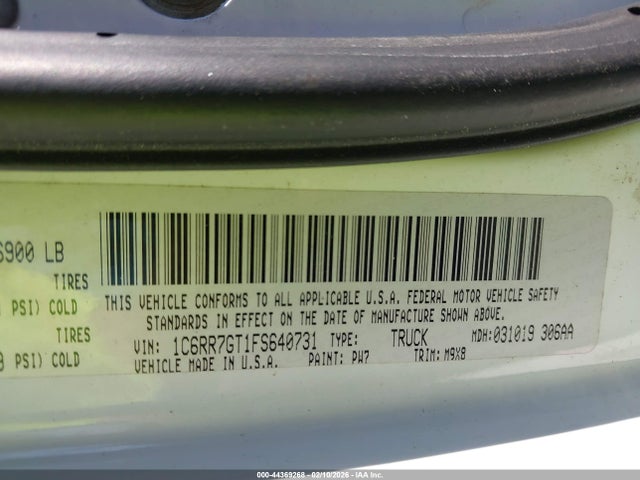 900 LB
TIRES
PSI) COLD
TIRES
PSI) COLD
THIS VEHICLE CONFORMS TO ALL APPLICABLE U.S.A. FEDERAL MOTOR VEHICLE SAFETY
STANDARDS IN EFFECT ON THE DATE OF MANUFACTURE SHOWN ABOVE.
VIN: 1C6RR7GT1FS640731 TYPE: TRUCK MDH:031019 306AA
VEHICLE MADE IN U.S.A. PAINT: PW7 TRIM: M9X8
000-44369268 - 02/10/2026 - © IAA Inc.